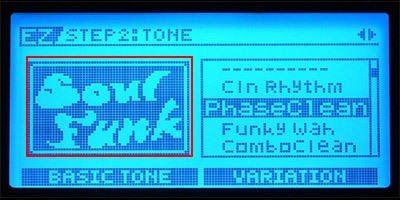 EZ STEP2:TONE
Soul
Funk
----------
Cln Rhythm
PhaseClean
Funky Wah
ComboClean
BASIC TONE
VARIATION